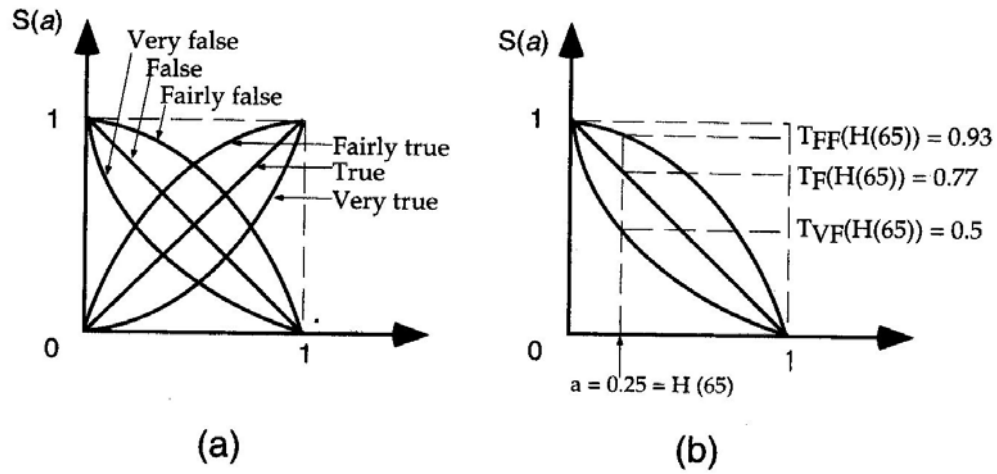 S(a)
Very false
False
Fairly false
1
Fairly true
True
Very true
0
1
(a)
S(a)
1
T_FF(H(65)) = 0.93
T_F(H(65)) = 0.77
T_VF(H(65)) = 0.5
0
1
a = 0.25 = H (65)
(b)